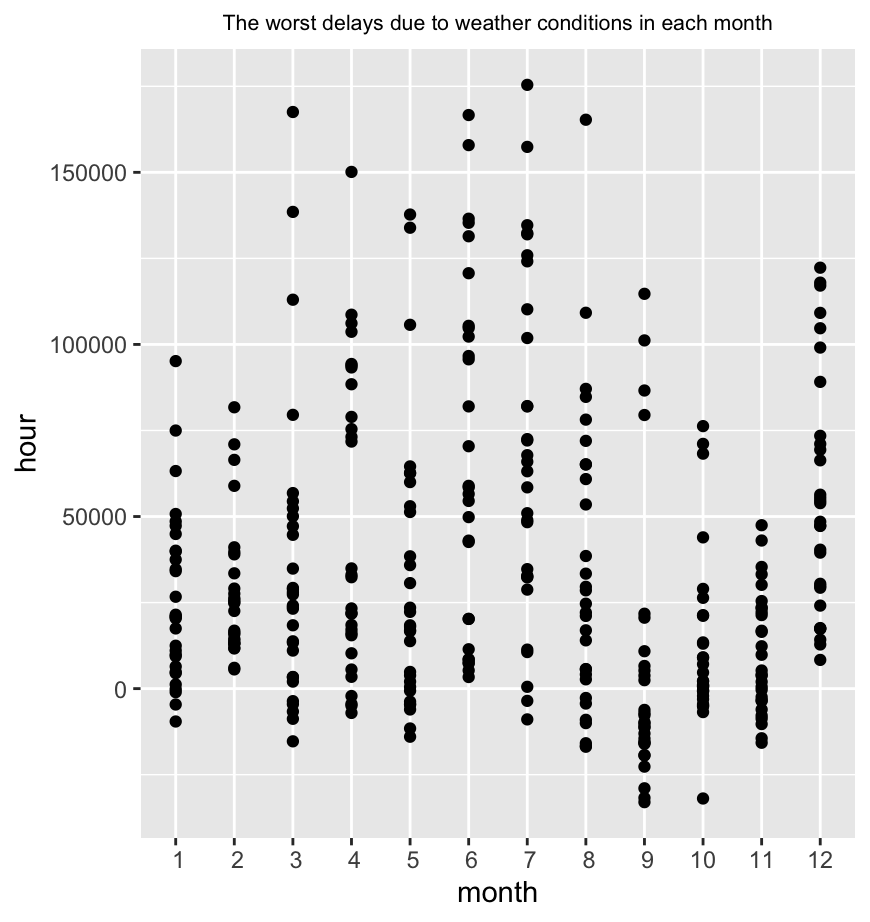 The worst delays due to weather conditions in each month
hour
150000
100000
50000
0
1 2 3 4 5 6 7 8 9 10 11 12
month